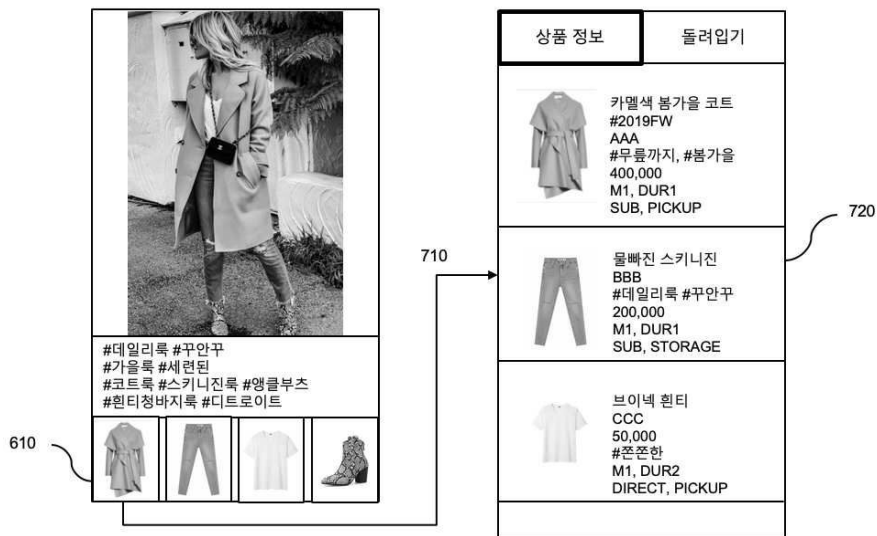 #데일리룩 #꾸안꾸
#가을룩 #세련된
#코트룩 #스키니진룩 #앵클부츠
#흰티청바지룩 #디트로이트
610
710
상품 정보
돌려입기
카멜색 봄가을 코트
#2019FW
AAA
#무릎까지, #봄가을
400,000
M1, DUR1
SUB, PICKUP
물빠진 스키니진
BBB
#데일리룩 #꾸안꾸
200,000
M1, DUR1
SUB, STORAGE
브이넥 흰티
CCC
50,000
#쫀쫀한
M1, DUR2
DIRECT, PICKUP
720